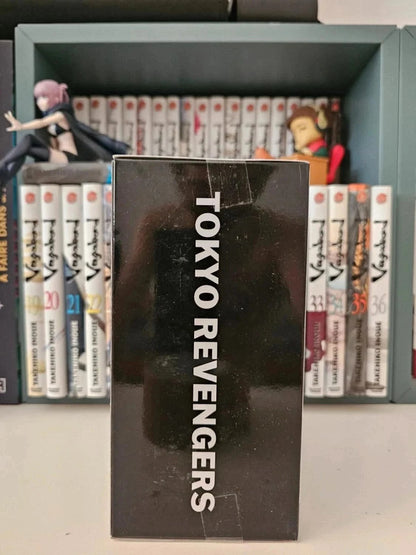 TOKYO REVENGERS
A FAIRE DANS
Vagabond
19
TAKEHIKO INOUE
Vagabond
20
TAKEHIKO INOUE
Vagabond
21
TAKEHIKO INOUE
Vagabond
22
TAKEHIKO INOUE
Vagabond
33
TAKEHIKO INOUE
Vagabond
34
TAKEHIKO INOUE
Vagabond
35
TAKEHIKO INOUE
Vagabond
36
TAKEHIKO INOUE